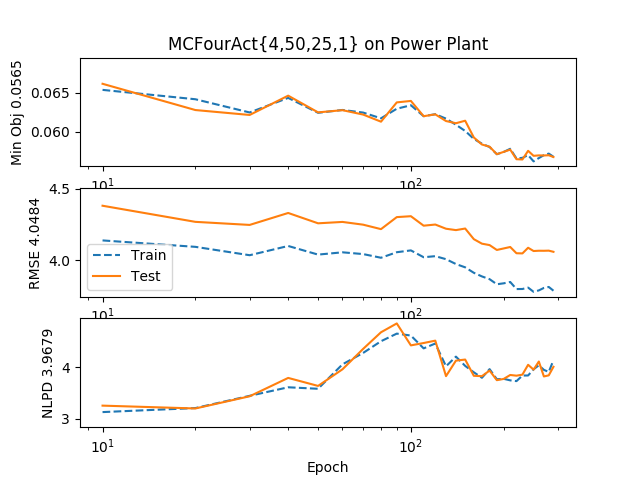 MCFourAct{4,50,25,1} on Power Plant
Min Obj 0.0565
0.065
0.060
10^1
10^2
RMSE 4.0484
4.5
4.0
Train
Test
10^1
10^2
NLPD 3.9679
4
3
10^1
10^2
Epoch